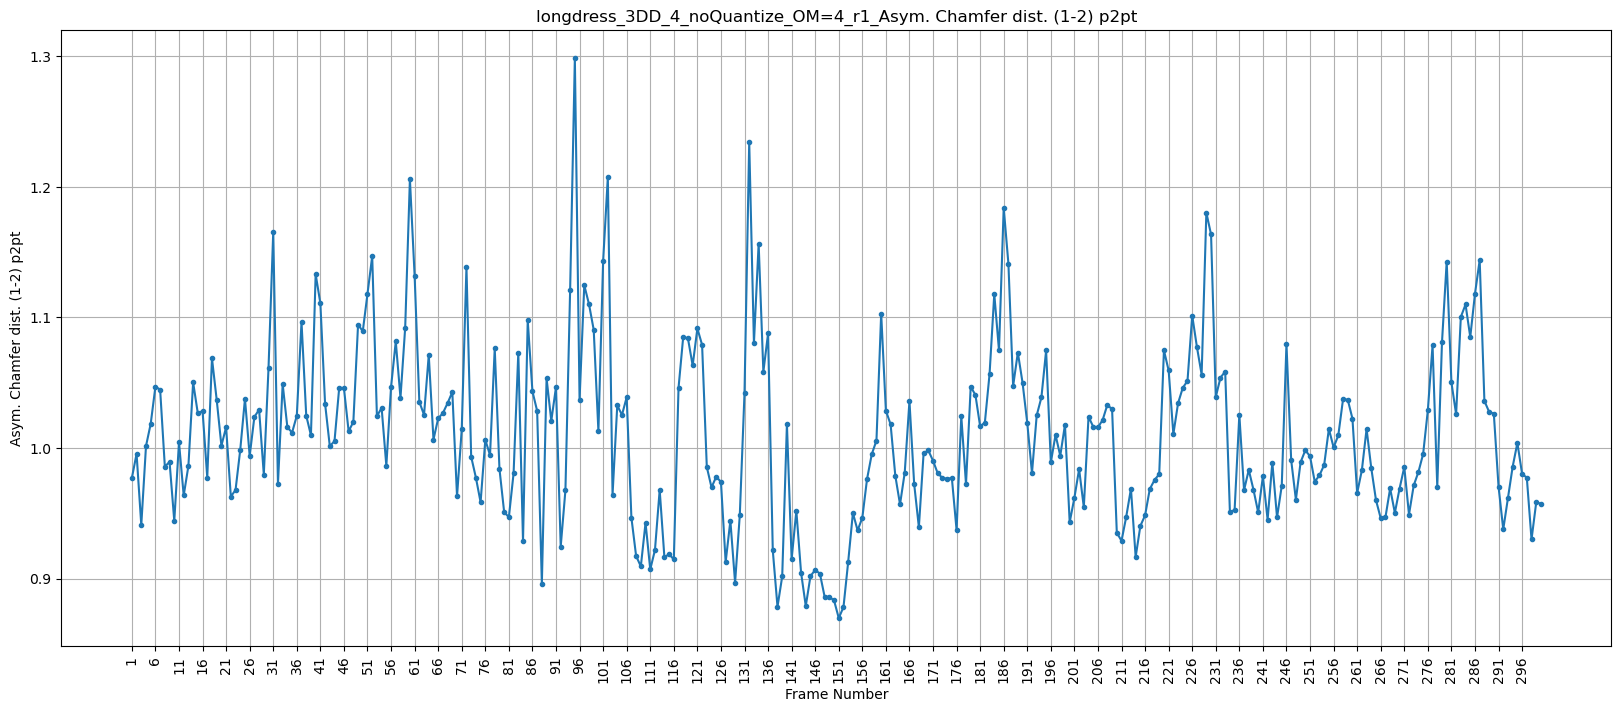 longdress_3DD_4_noQuantize_OM=4_r1_Asym. Chamfer dist. (1-2) p2pt
Asym. Chamfer dist. (1-2) p2pt
1.3
1.2
1.1
1.0
0.9
1 6 11 16 21 26 31 36 41 46 51 56 61 66 71 76 81 86 91 96 101 106 111 116 121 126 131 136 141 146 151 156 161 166 171 176 181 186 191 196 201 206 211 216 221 226 231 236 241 246 251 256 261 266 271 276 281 286 291 296
Frame Number